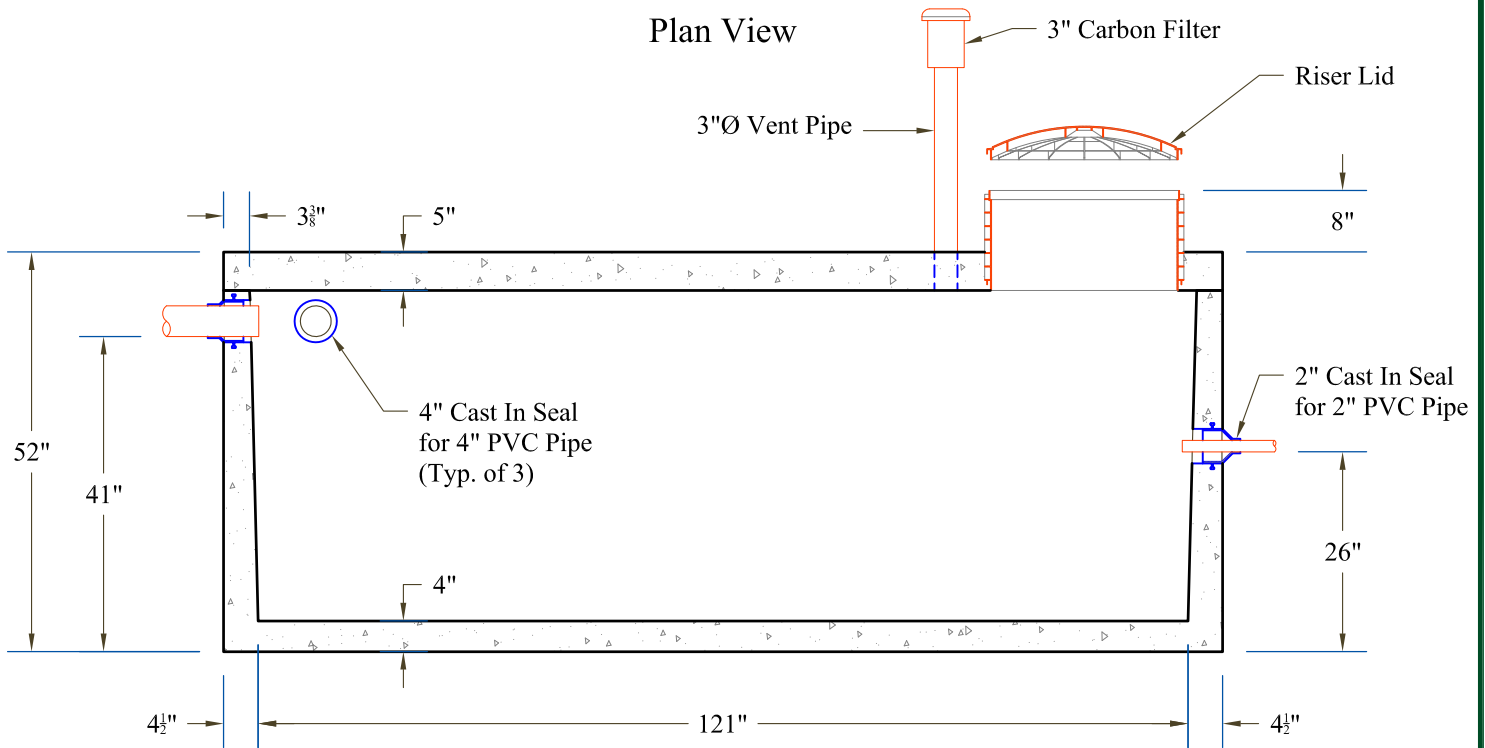 Plan View
3" Carbon Filter
Riser Lid
3"Ø Vent Pipe
3⅜"
5"
8"
4" Cast In Seal
for 4" PVC Pipe
(Typ. of 3)
2" Cast In Seal
for 2" PVC Pipe
52"
41"
26"
4"
4½"
121"
4½"